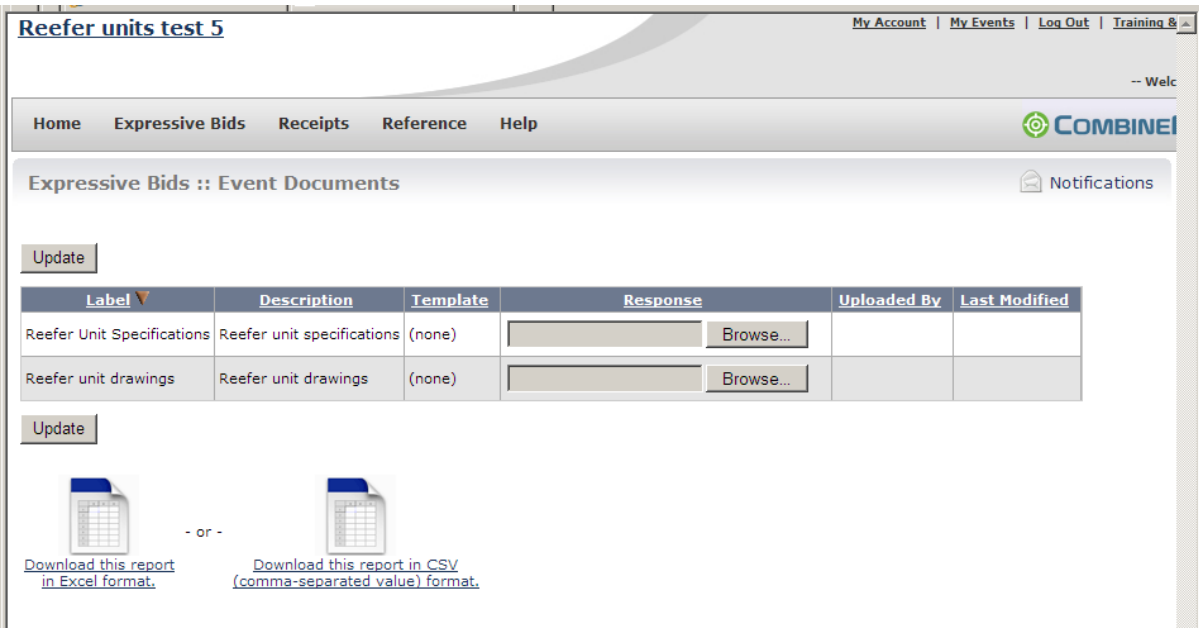 Reefer units test 5
My Account | My Events | Log Out | Training &
-- Welc
Home Expressive Bids Receipts Reference Help
COMBINE
Expressive Bids :: Event Documents
Notifications
Update
Label Description Template Response Uploaded By Last Modified
Reefer Unit Specifications Reefer unit specifications (none) Browse...
Reefer unit drawings Reefer unit drawings (none) Browse...
Update
- or -
Download this report
in Excel format.
Download this report in CSV
(comma-separated value) format.